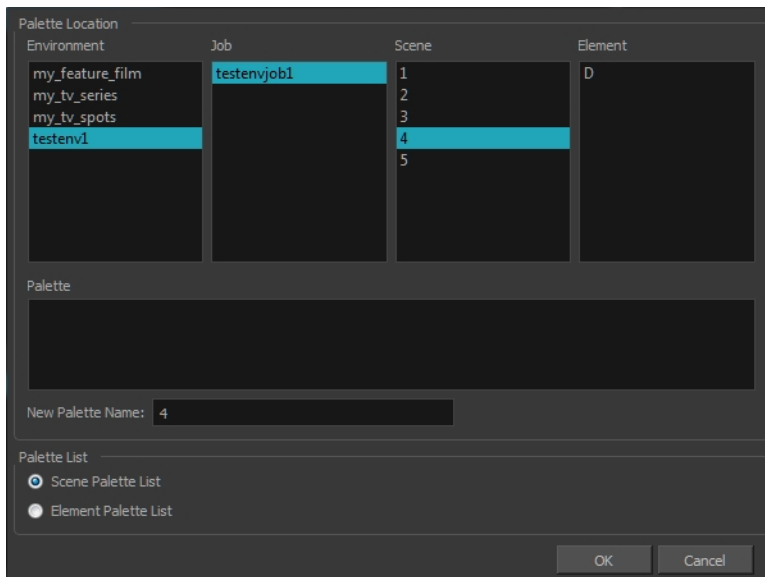 Palette Location
Environment Job Scene Element
my_feature_film testenvjob1 1 D
my_tv_series 2
my_tv_spots 3
testenv1 4
5
Palette
New Palette Name: 4
Palette List
Scene Palette List
Element Palette List
OK Cancel